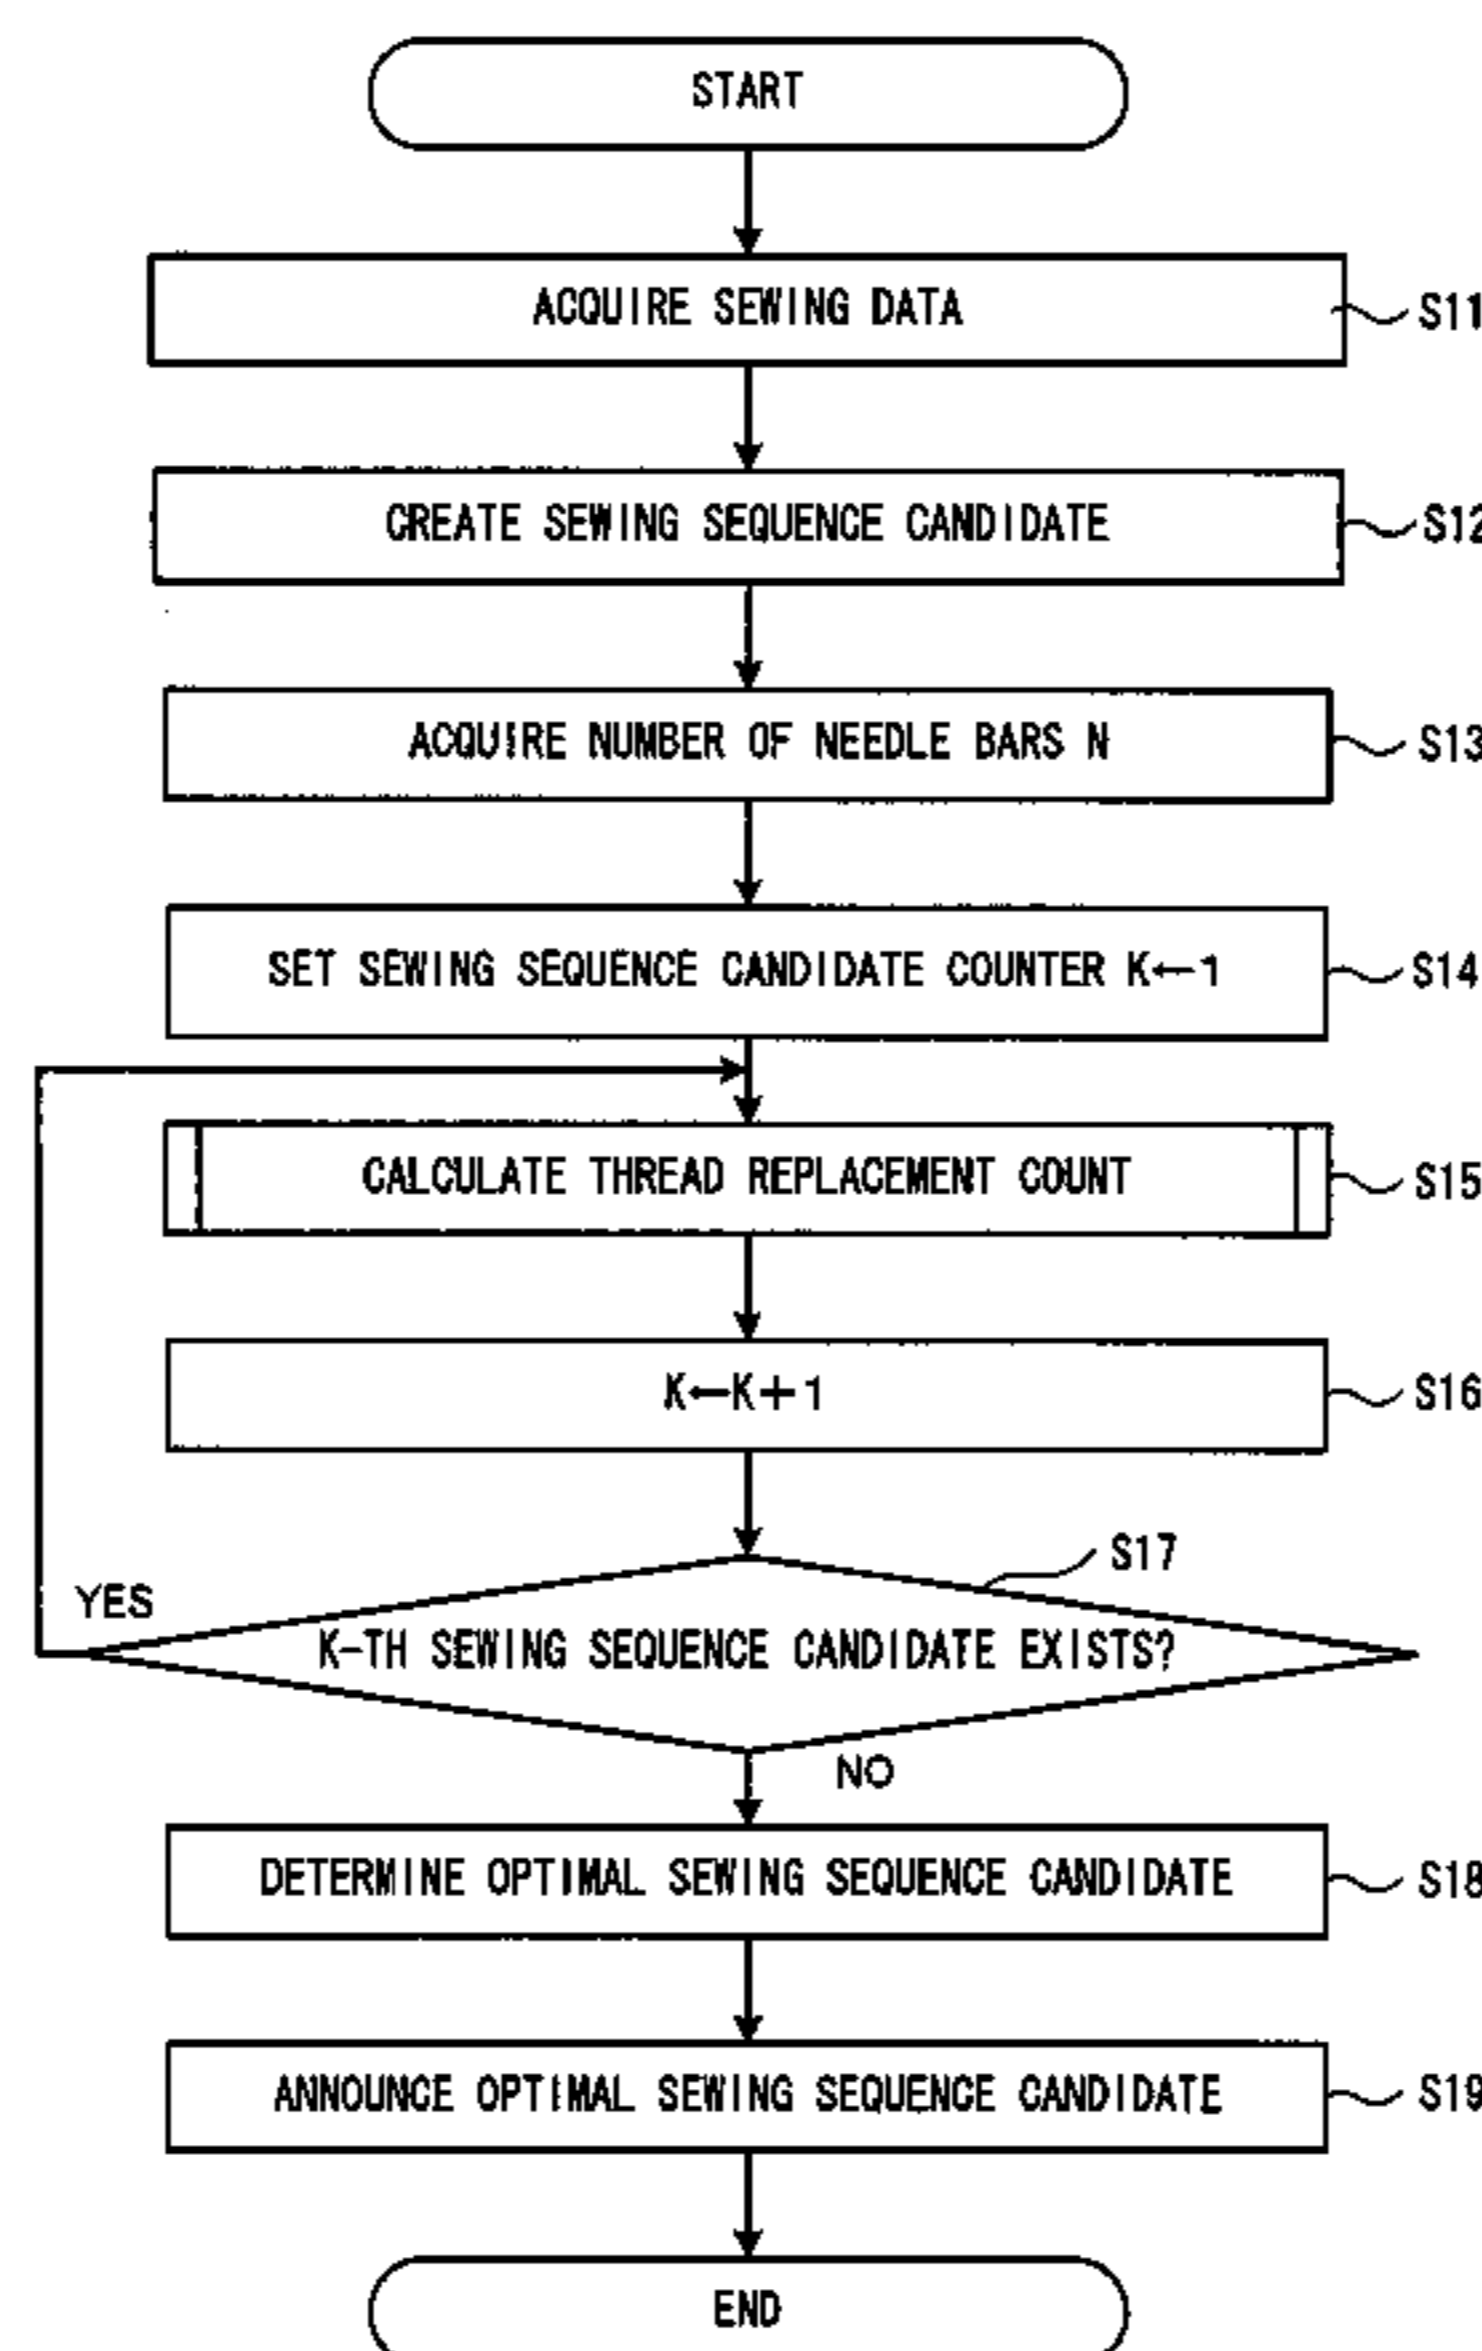 START
ACQUIRE SEWING DATA
S11
CREATE SEWING SEQUENCE CANDIDATE
S12
ACQUIRE NUMBER OF NEEDLE BARS N
S13
SET SEWING SEQUENCE CANDIDATE COUNTER K←1
S14
CALCULATE THREAD REPLACEMENT COUNT
S15
K←K+1
S16
S17
YES
K-TH SEWING SEQUENCE CANDIDATE EXISTS?
NO
DETERMINE OPTIMAL SEWING SEQUENCE CANDIDATE
S18
ANNOUNCE OPTIMAL SEWING SEQUENCE CANDIDATE
S19
END